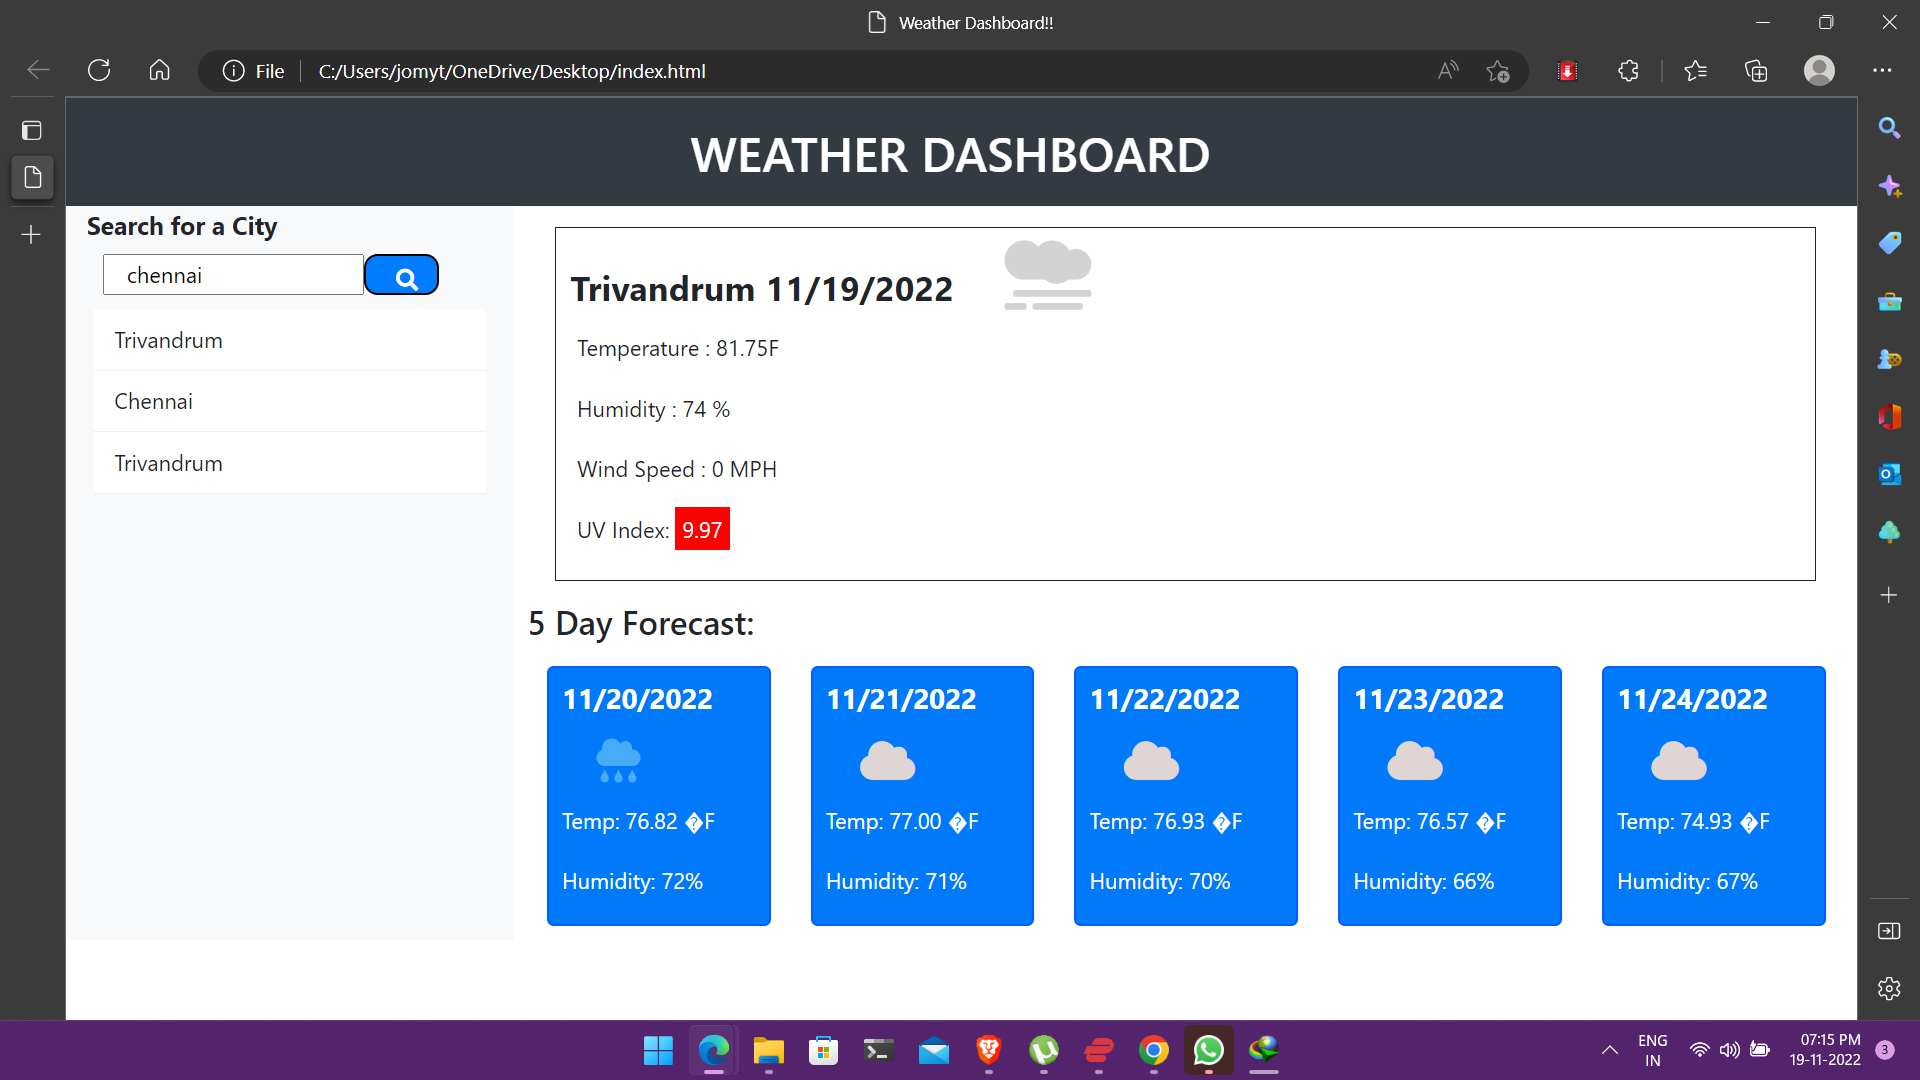 Weather Dashboard!!
File C:/Users/jomyt/OneDrive/Desktop/index.html
WEATHER DASHBOARD
Search for a City
chennai
Trivandrum
Chennai
Trivandrum
Trivandrum 11/19/2022
Temperature : 81.75F
Humidity : 74 %
Wind Speed : 0 MPH
UV Index: 9.97
5 Day Forecast:
11/20/2022
Temp: 76.82 �F
Humidity: 72%
11/21/2022
Temp: 77.00 �F
Humidity: 71%
11/22/2022
Temp: 76.93 �F
Humidity: 70%
11/23/2022
Temp: 76.57 �F
Humidity: 66%
11/24/2022
Temp: 74.93 �F
Humidity: 67%
ENG
IN
07:15 PM
19-11-2022
3